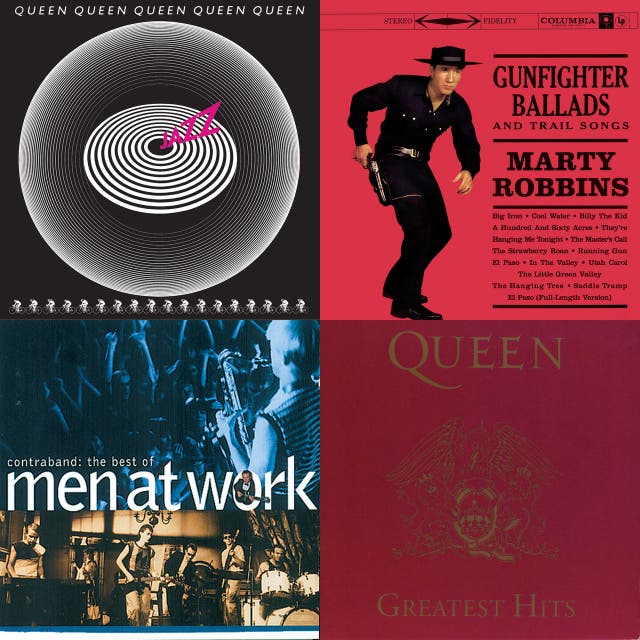 QUEEN QUEEN QUEEN QUEEN QUEEN
JAZZ
STEREO FIDELITY COLUMBIA Lp
GUNFIGHTER
BALLADS
AND TRAIL SONGS
MARTY
ROBBINS
Big Iron • Cool Water • Billy The Kid
A Hundred And Sixty Acres • They're
Hanging Me Tonight • The Master's Call
The Strawberry Roan • Running Gun
El Paso • In The Valley • Utah Carol
The Little Green Valley
The Hanging Tree • Saddle Tramp
El Paso (Full-Length Version)
contraband: the best of
men at work
QUEEN
GREATEST HITS